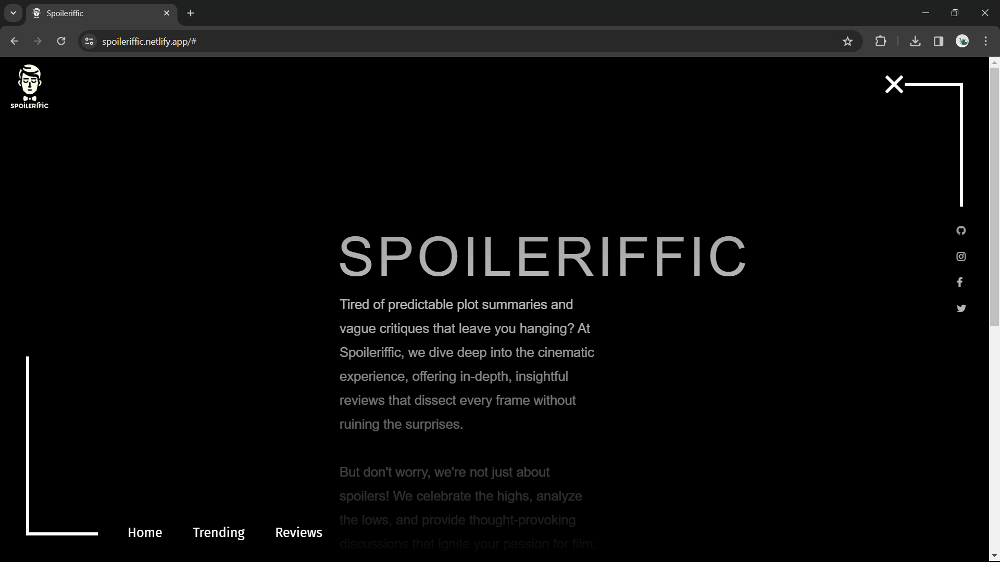 Spoileriffic
spoileriffic.netlify.app/#
SPOILERIFIC
SPOILERIFFIC
Tired of predictable plot summaries and
vague critiques that leave you hanging? At
Spoileriffic, we dive deep into the cinematic
experience, offering in-depth, insightful
reviews that dissect every frame without
ruining the surprises.
But don't worry, we're not just about
spoilers! We celebrate the highs, analyze
the lows, and provide thought-provoking
discussions that ignite your passion for film.
Home Trending Reviews